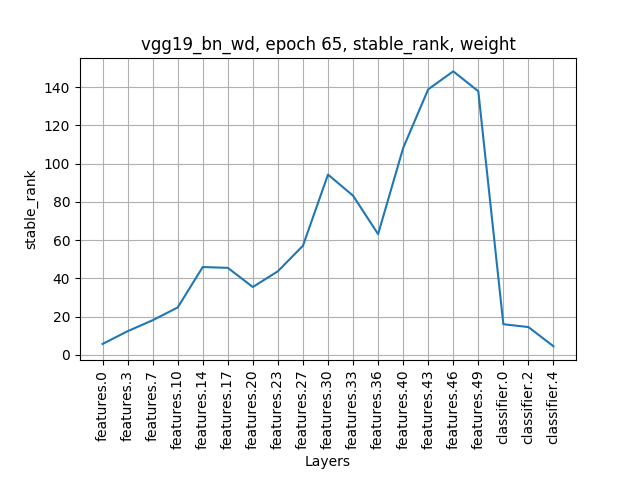 vgg19_bn_wd, epoch 65, stable_rank, weight
stable_rank
140
120
100
80
60
40
20
0
features.0
features.3
features.7
features.10
features.14
features.17
features.20
features.23
features.27
features.30
features.33
features.36
features.40
features.43
features.46
features.49
classifier.0
classifier.2
classifier.4
Layers